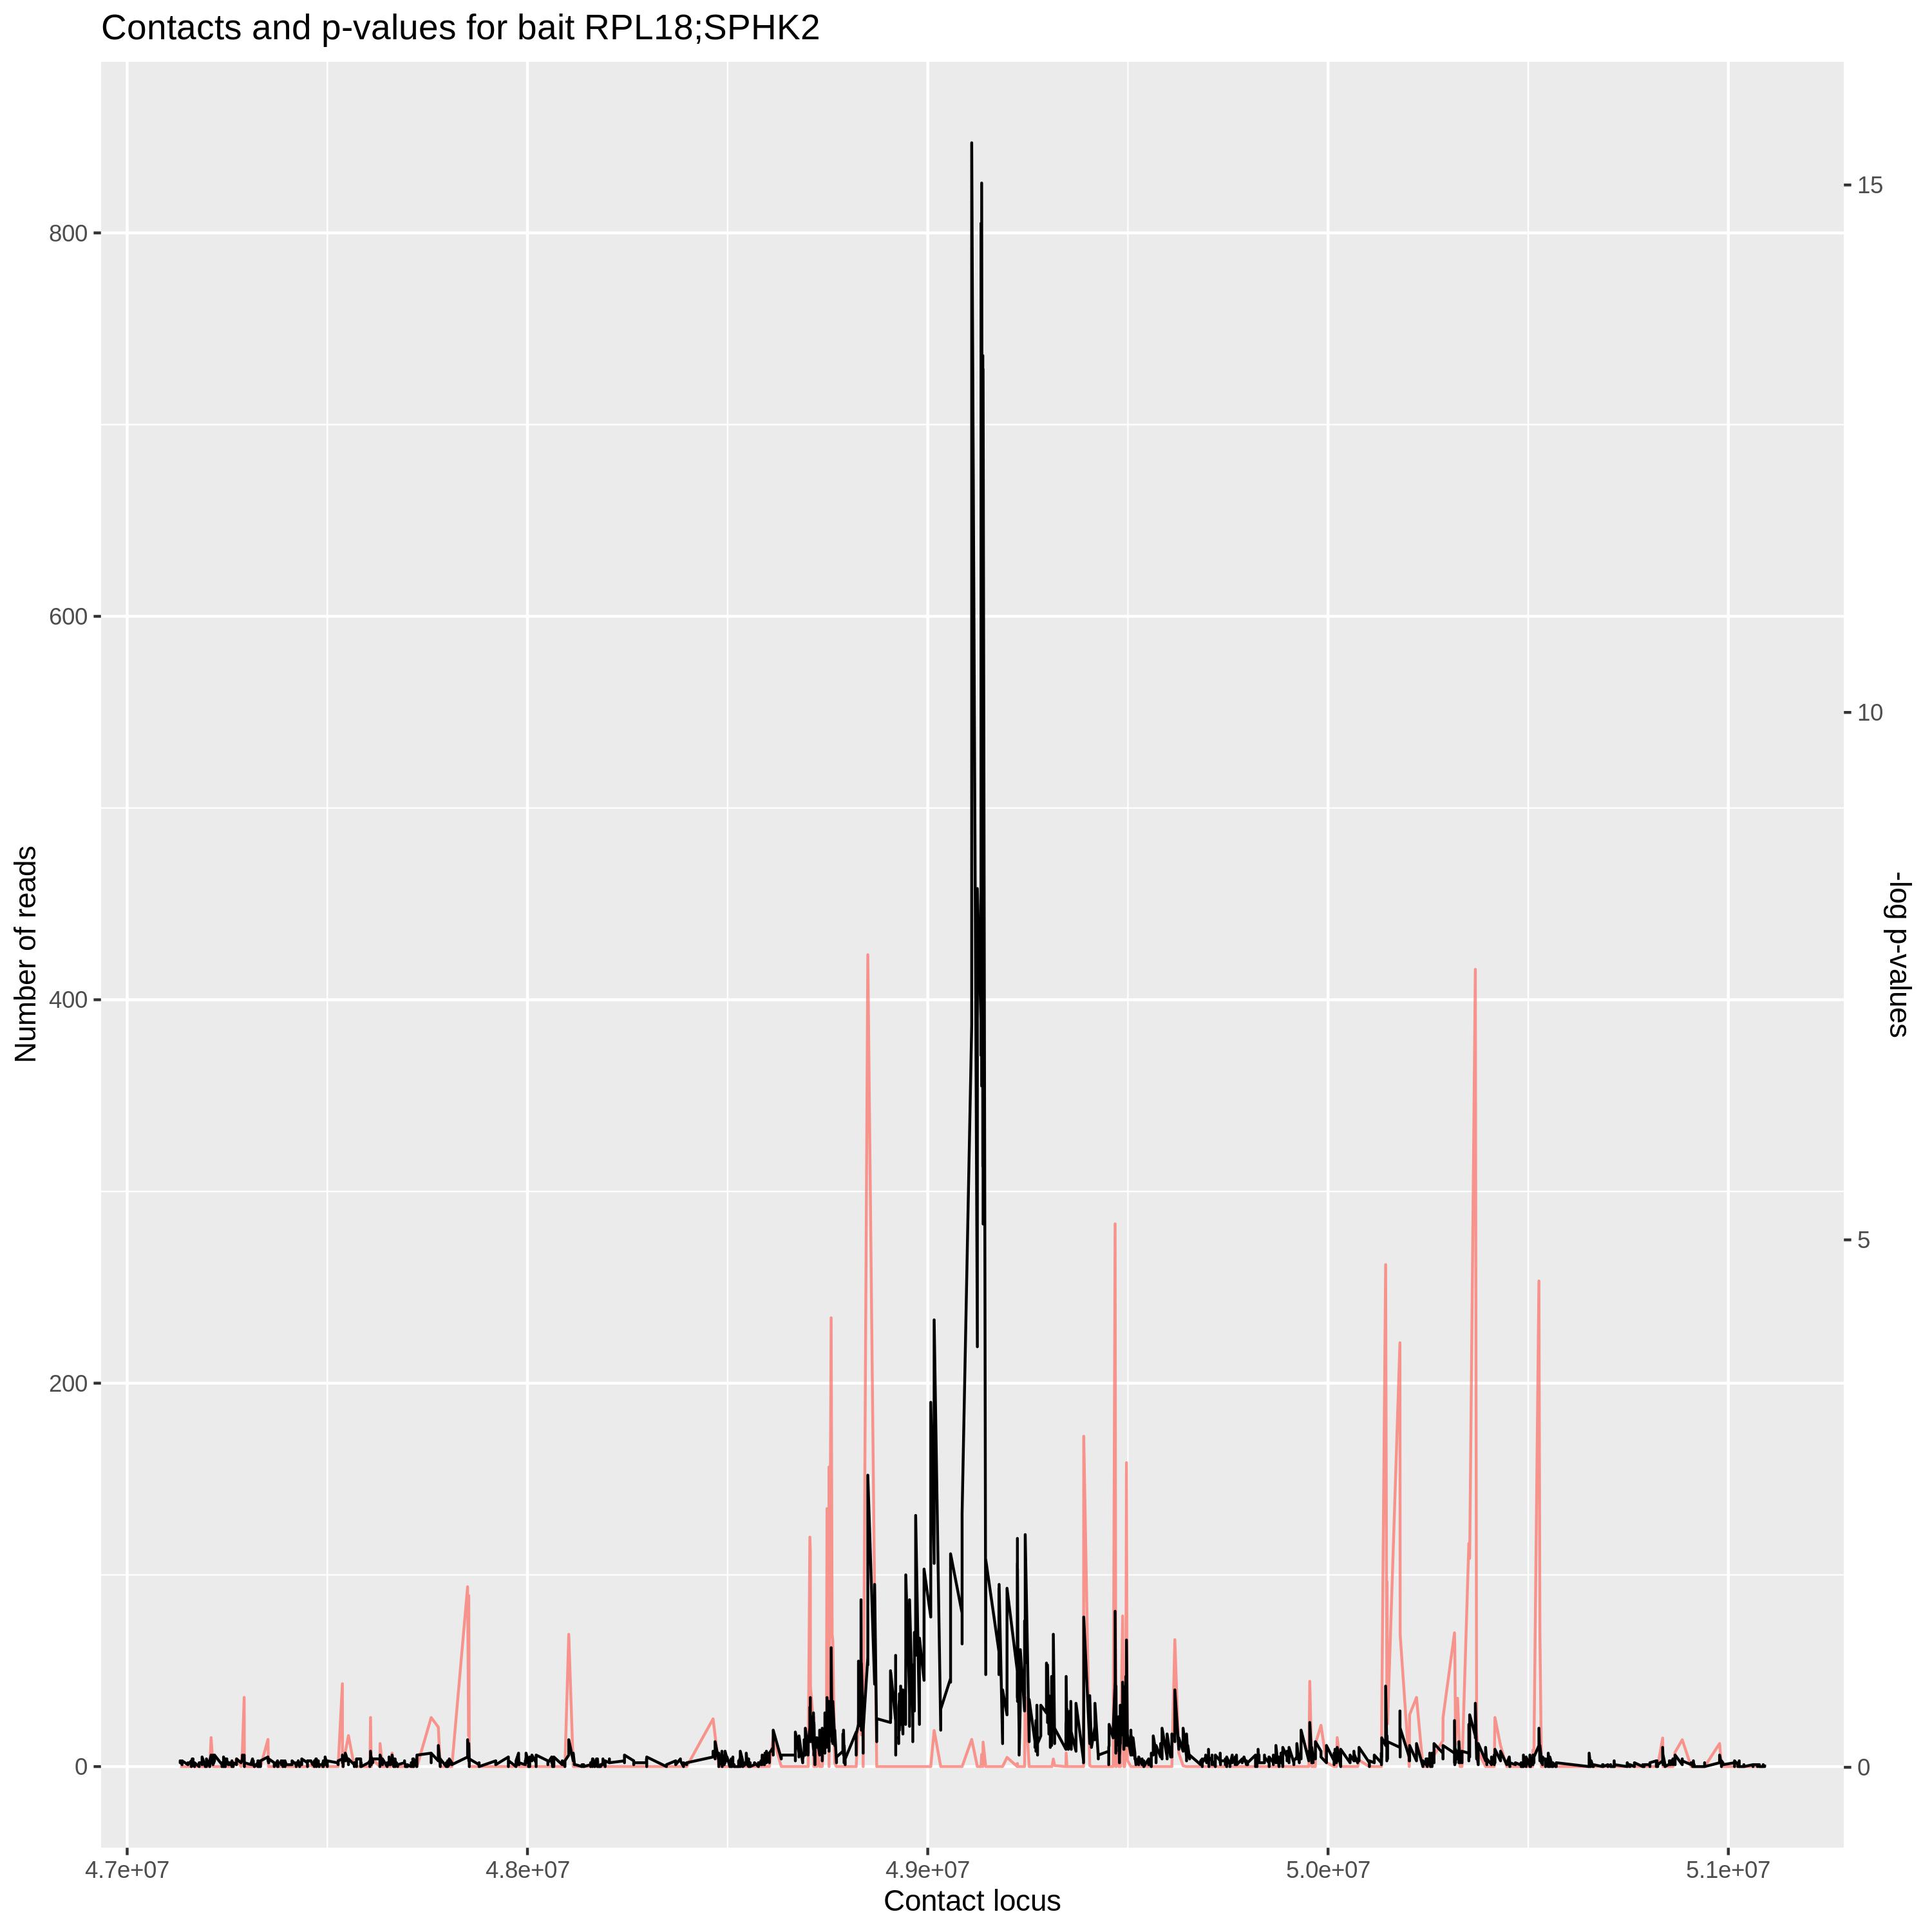 Contacts and p-values for bait RPL18;SPHK2
Number of reads
800
600
400
200
0
15
10
5
0
-log p-values
4.7e+07
4.8e+07
4.9e+07
5.0e+07
5.1e+07
Contact locus